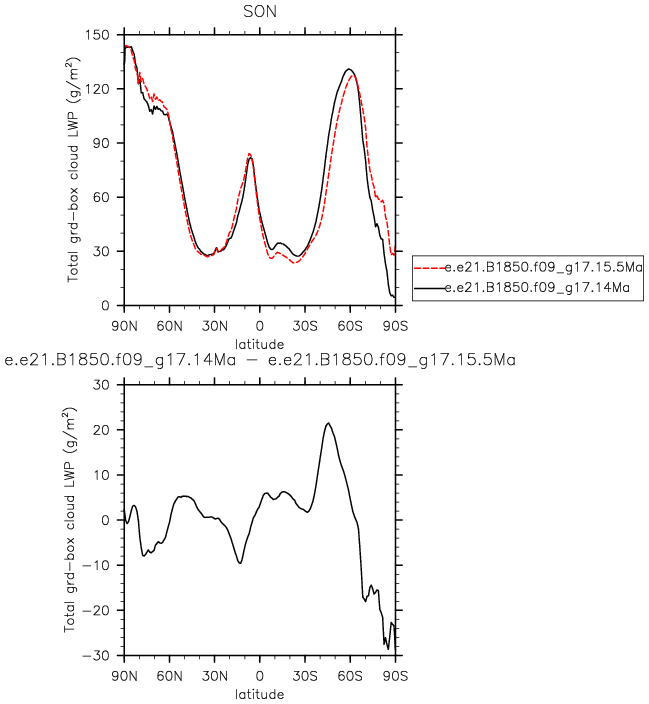 SON
Total grd-box cloud LWP (g/m²)
150
120
90
60
30
0
90N 60N 30N 0 30S 60S 90S
latitude
e.e21.B1850.f09_g17.15.5Ma
e.e21.B1850.f09_g17.14Ma
e.e21.B1850.f09_g17.14Ma − e.e21.B1850.f09_g17.15.5Ma
Total grd-box cloud LWP (g/m²)
30
20
10
0
−10
−20
−30
90N 60N 30N 0 30S 60S 90S
latitude